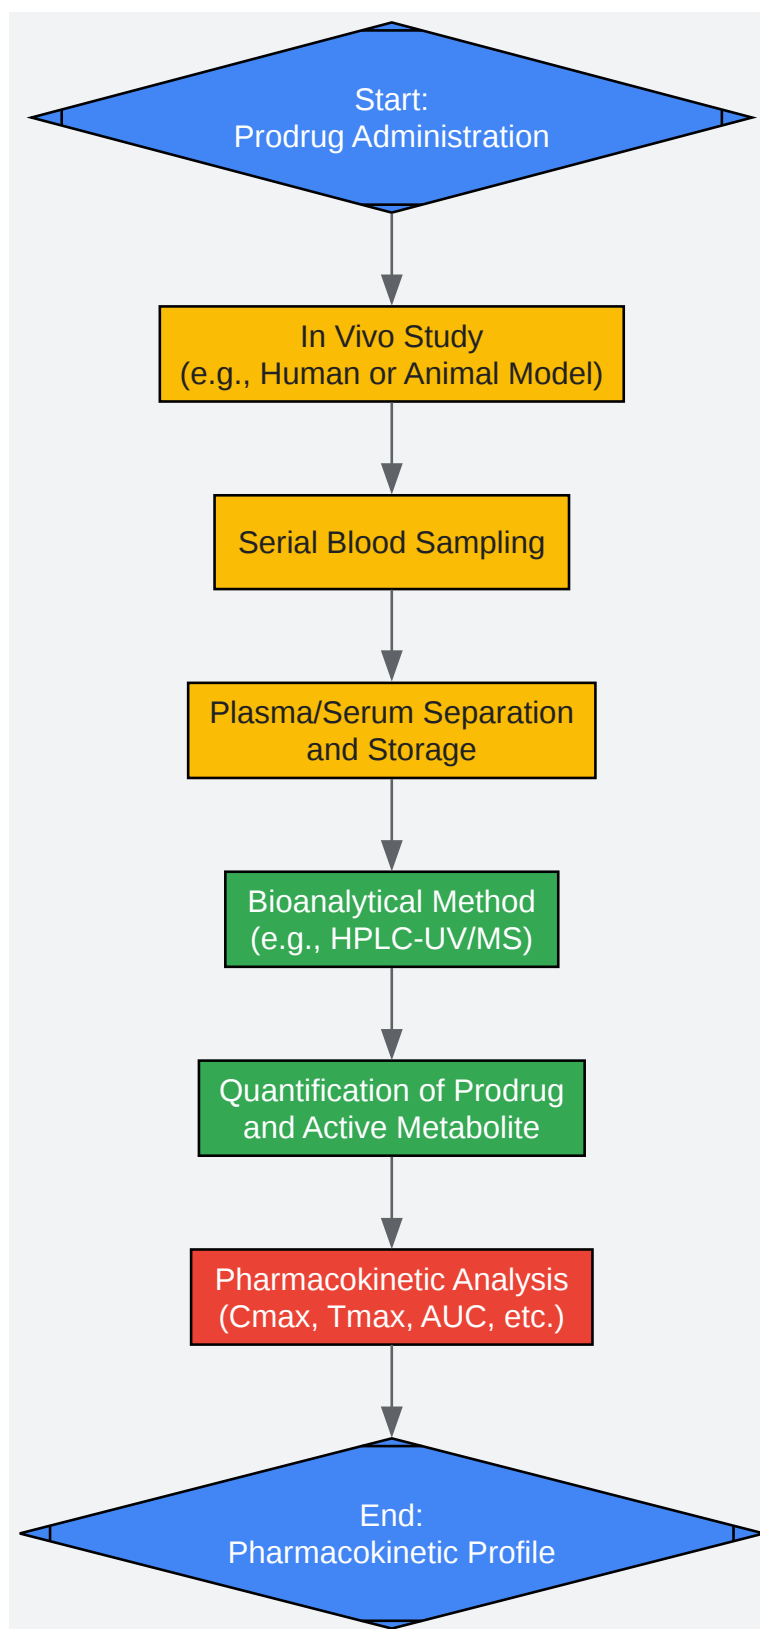 Start:
Prodrug Administration
In Vivo Study
(e.g., Human or Animal Model)
Serial Blood Sampling
Plasma/Serum Separation
and Storage
Bioanalytical Method
(e.g., HPLC-UV/MS)
Quantification of Prodrug
and Active Metabolite
Pharmacokinetic Analysis
(Cmax, Tmax, AUC, etc.)
End:
Pharmacokinetic Profile